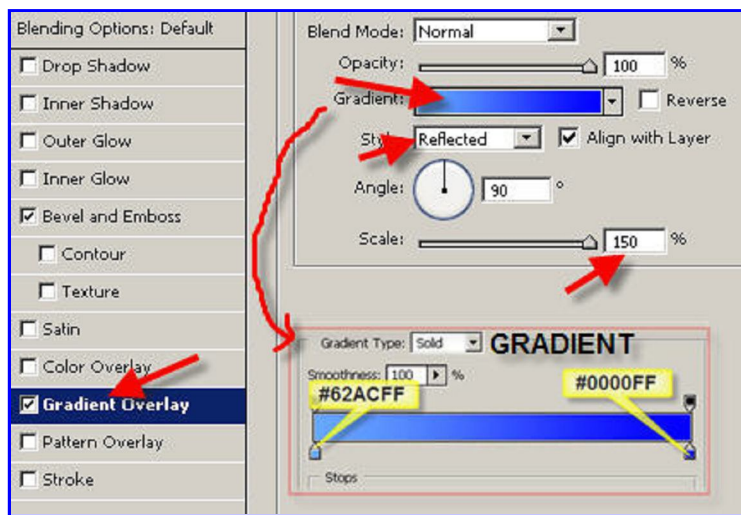 Blending Options: Default
Drop Shadow
Inner Shadow
Outer Glow
Inner Glow
Bevel and Emboss
Contour
Texture
Satin
Color Overlay
Gradient Overlay
Pattern Overlay
Stroke
Blend Mode: Normal
Opacity: 100 %
Gradient: Reverse
Reflected Align with Layer
Angle: 90 °
Scale: 150 %
Gradient Type: Solid GRADIENT
Smoothness: 100 %
#62ACFF #0000FF
Stops